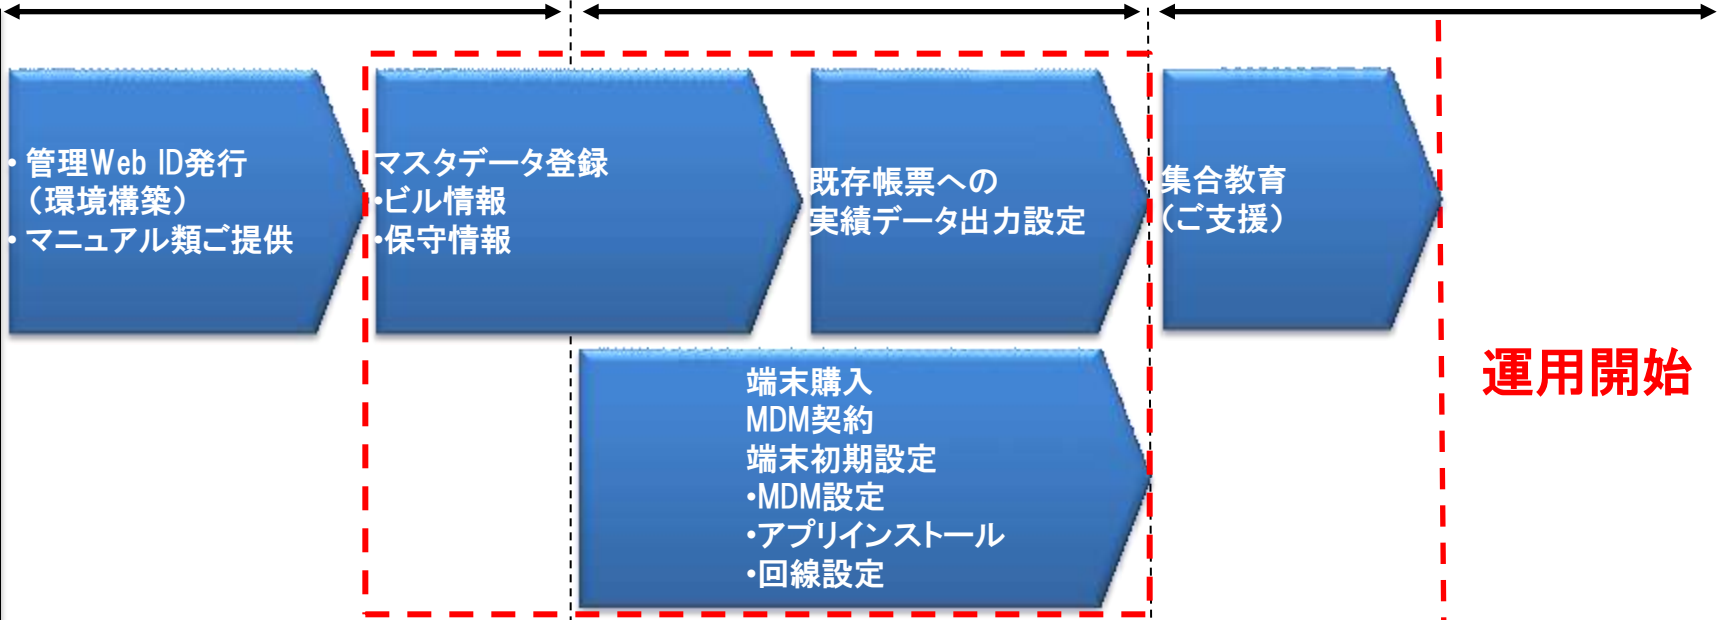 ・管理Web ID発行
（環境構築）
・マニュアル類ご提供
マスタデータ登録
・ビル情報
・保守情報
既存帳票への
実績データ出力設定
集合教育
（ご支援）
端末購入
MDM契約
端末初期設定
・MDM設定
・アプリインストール
・回線設定
運用開始